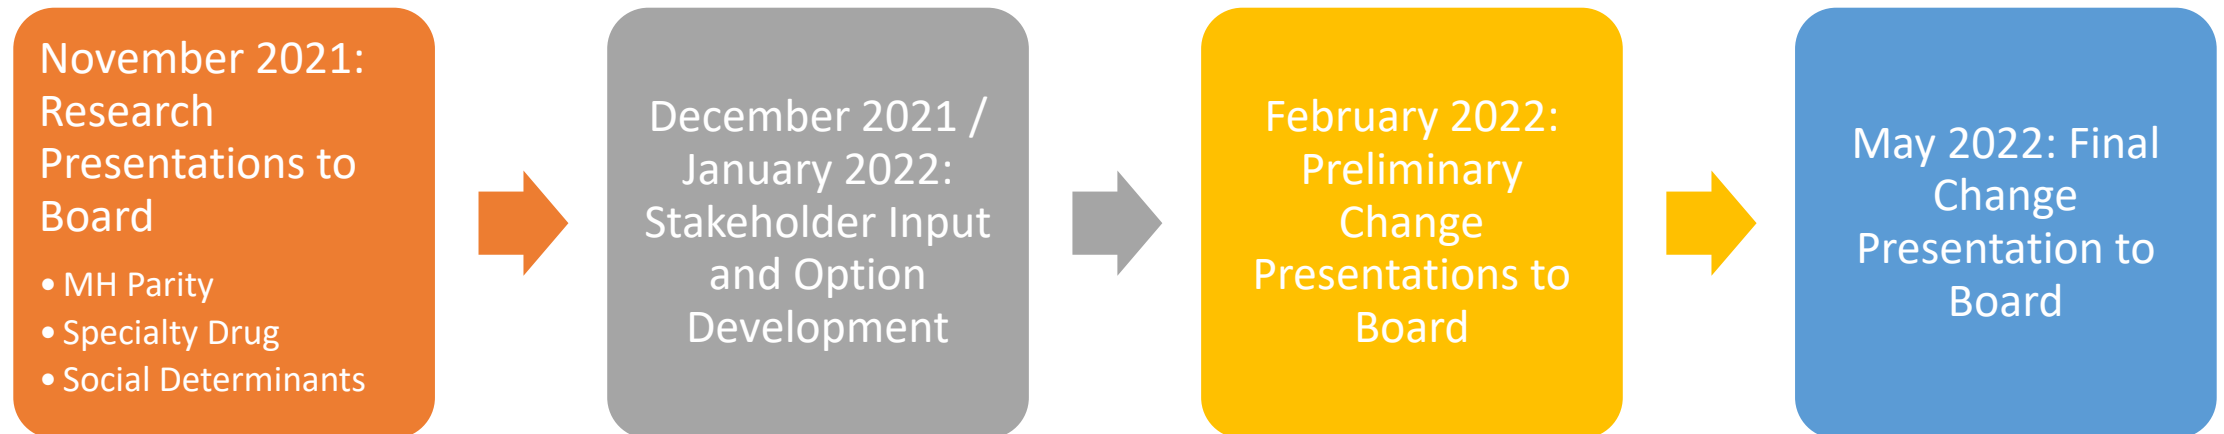 November 2021:
Research
Presentations to
Board
• MH Parity
• Specialty Drug
• Social Determinants
December 2021 /
January 2022:
Stakeholder Input
and Option
Development
February 2022:
Preliminary
Change
Presentations to
Board
May 2022: Final
Change
Presentation to
Board